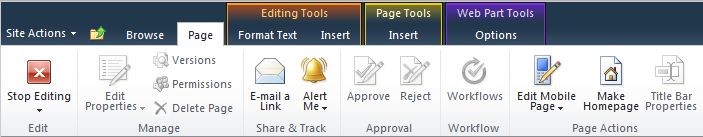 Editing Tools Page Tools Web Part Tools
Site Actions Browse Page Format Text Insert Insert Options
Stop Editing
Edit
Edit Properties
Versions
Permissions
Delete Page
Manage
E-mail a Link
Alert Me
Share & Track
Approve
Reject
Approval
Workflows
Workflow
Edit Mobile Page
Make Homepage
Title Bar Properties
Page Actions